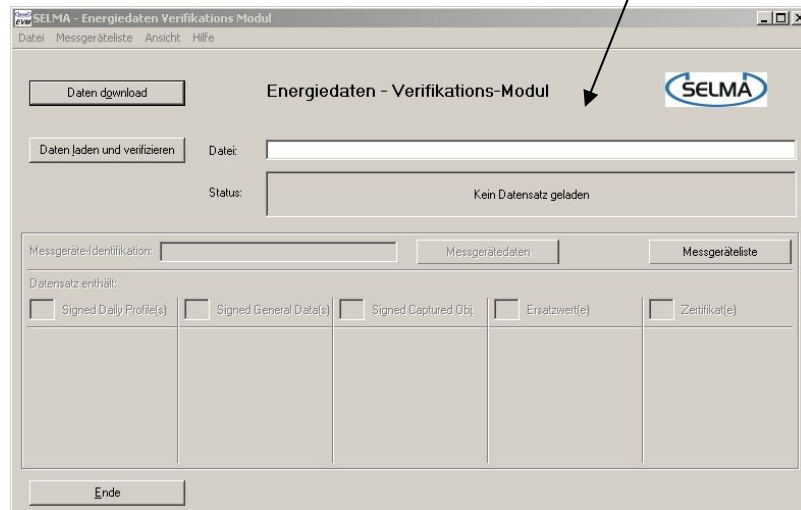 SELMA - Energiedaten Verifikations Modul
Datei Messgeräteliste Ansicht Hilfe
Daten download
Energiedaten - Verifikations-Modul
SELMA
Daten laden und verifizieren
Datei:
Status:
Kein Datensatz geladen
Messgeräte-Identifikation:
Messgerätedaten
Messgeräteliste
Datensatz enthält:
Signed Daily Profile(s)
Signed General Data(s)
Signed Captured Obj.
Ersatzwert(e)
Zertifikat(e)
Ende